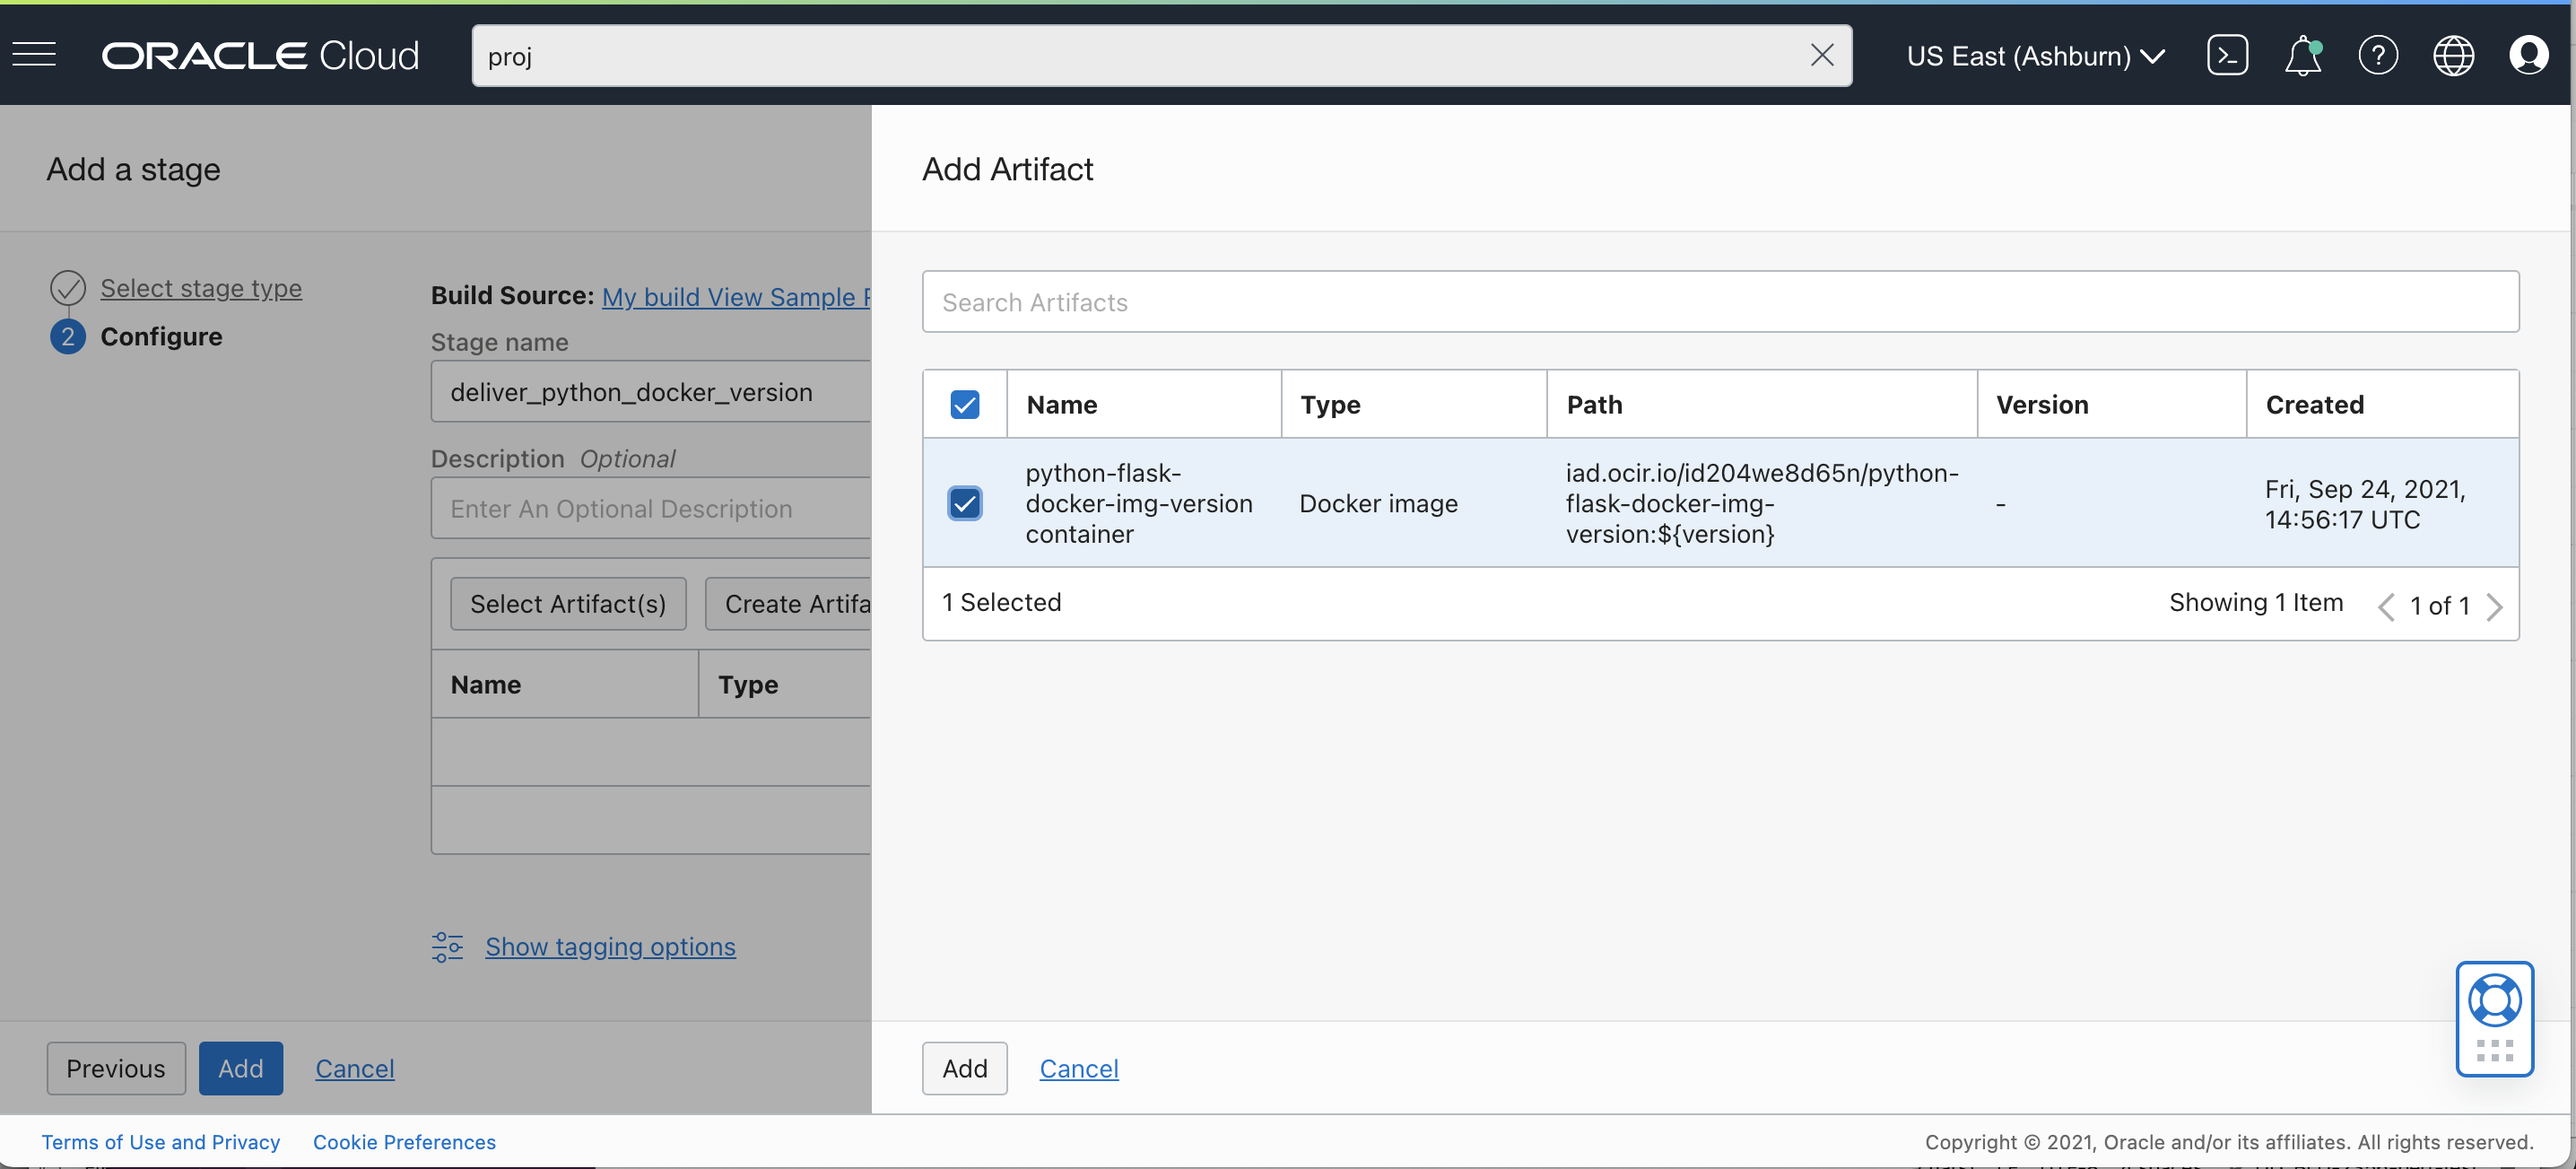 ORACLE Cloud
proj
US East (Ashburn)
Add a stage
Select stage type
2 Configure
Build Source: My build View Sample
Stage name
deliver_python_docker_version
Description Optional
Enter An Optional Description
Select Artifact(s) Create Artifa
Name Type
Show tagging options
Previous Add Cancel
Add Artifact
Search Artifacts
Name Type Path Version Created
python-flask-
docker-img-version
container
Docker image
iad.ocir.io/id204we8d65n/python-
flask-docker-img-
version:${version}
-
Fri, Sep 24, 2021,
14:56:17 UTC
1 Selected
Showing 1 Item 1 of 1
Add Cancel
Terms of Use and Privacy Cookie Preferences
Copyright © 2021, Oracle and/or its affiliates. All rights reserved.